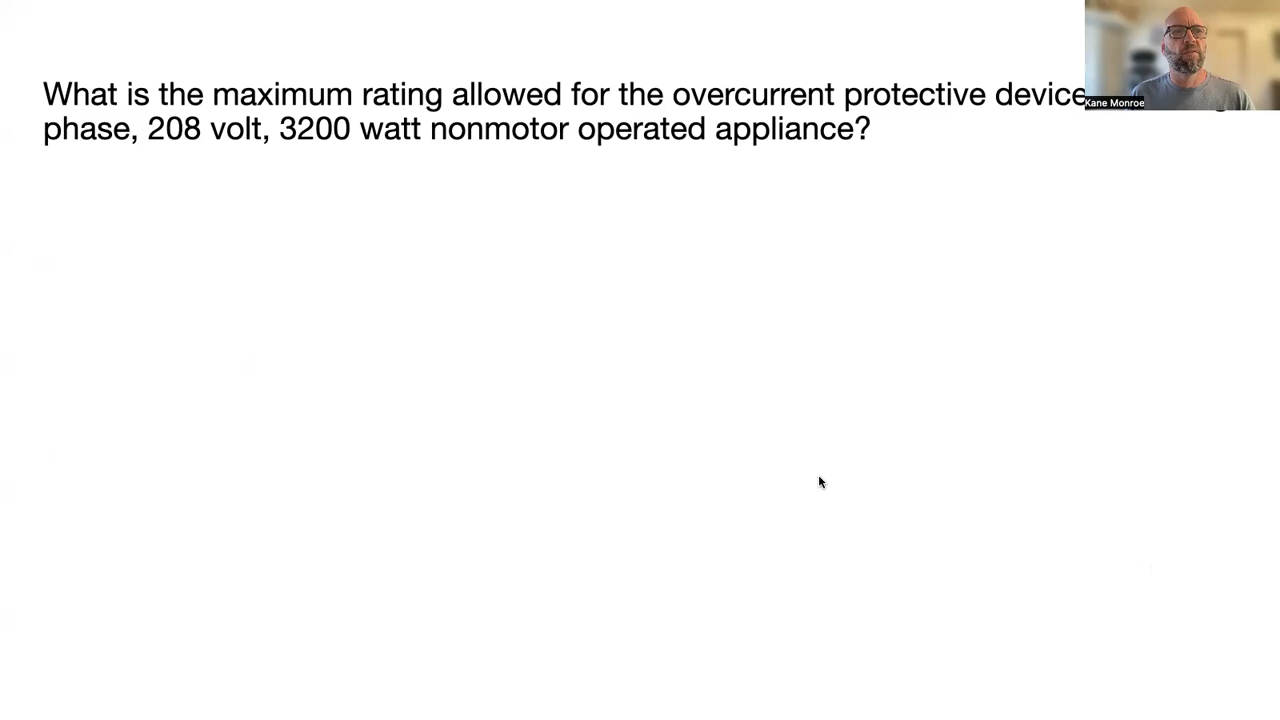 What is the maximum rating allowed for the overcurrent protective device
Kane Monroe
phase, 208 volt, 3200 watt nonmotor operated appliance?